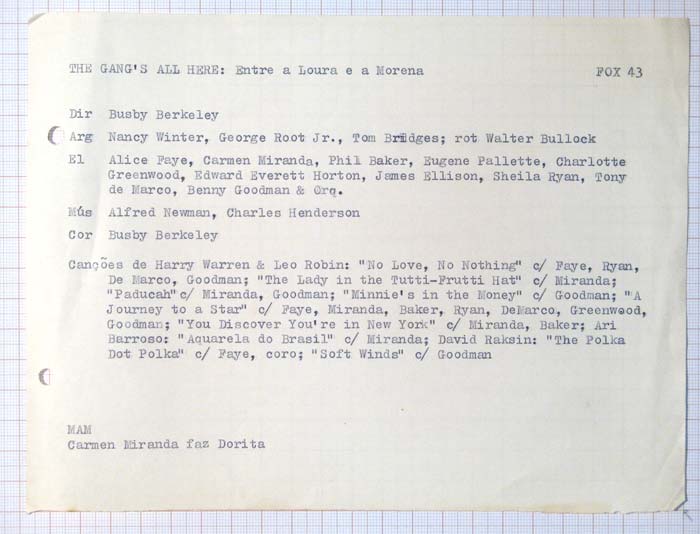 THE GANG'S ALL HERE: Entre a Loura e a Morena FOX 43
Dir Busby Berkeley
Arg Nancy Winter, George Root Jr., Tom Bridges; rot Walter Bullock
El Alice Faye, Carmen Miranda, Phil Baker, Eugene Pallette, Charlotte
Greenwood, Edward Everett Horton, James Ellison, Sheila Ryan, Tony
de Marco, Benny Goodman & Orq.
Mús Alfred Newman, Charles Henderson
Cor Busby Berkeley
Canções de Harry Warren & Leo Robin: "No Love, No Nothing" c/ Faye, Ryan,
De Marco, Goodman; "The Lady in the Tutti-Frutti Hat" c/ Miranda;
"Paducah" c/ Miranda, Goodman; "Minnie's in the Money" c/ Goodman; "A
Journey to a Star" c/ Faye, Miranda, Baker, Ryan, DeMarco, Greenwood,
Goodman; "You Discover You're in New York" c/ Miranda, Baker; Ari
Barroso: "Aquarela do Brasil" c/ Miranda; David Raksin: "The Polka
Dot Polka" c/ Faye, coro; "Soft Winds" c/ Goodman
MAM
Carmen Miranda faz Dorita